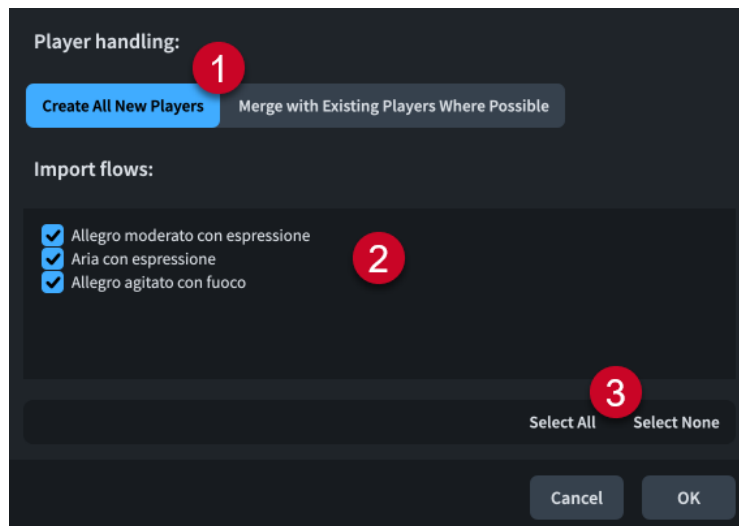 Player handling:
1
Create All New Players Merge with Existing Players Where Possible
Import flows:
Allegro moderato con espressione
Aria con espressione
2
Allegro agitato con fuoco
3
Select All Select None
Cancel OK